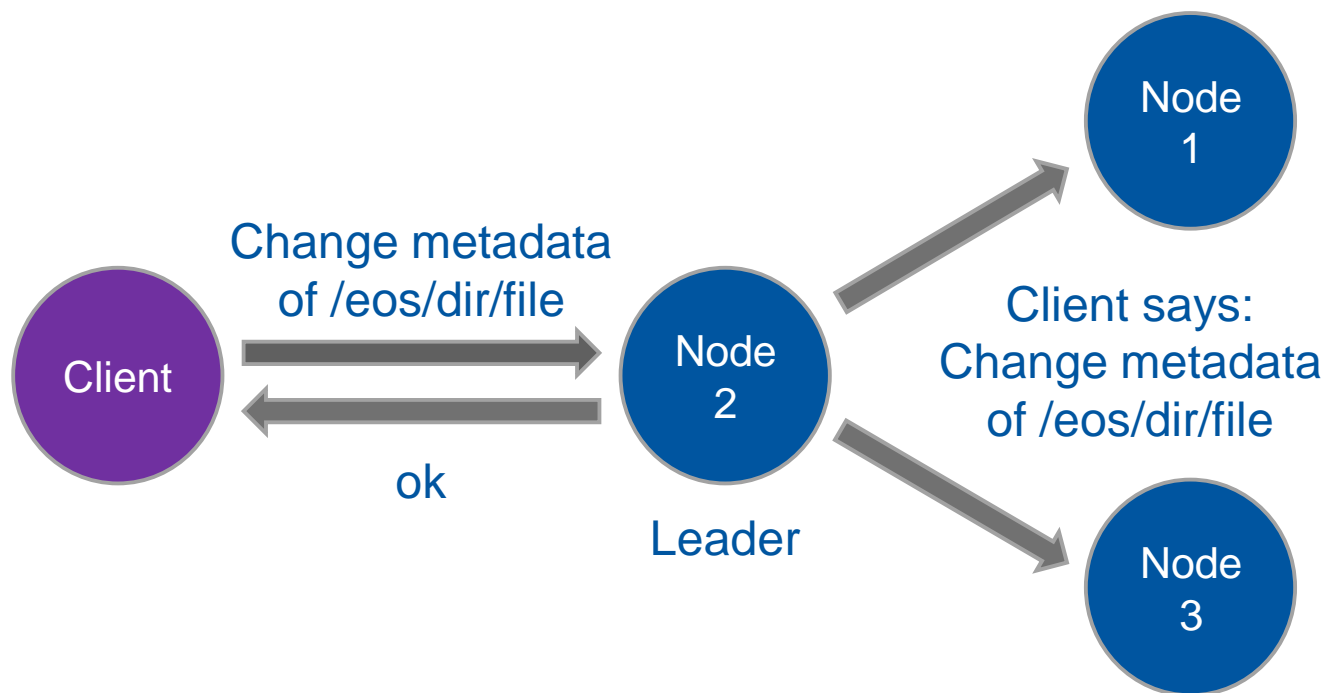 Node
1
Change metadata
of /eos/dir/file
Client says:
Change metadata
of /eos/dir/file
Client
Node
2
ok
Leader
Node
3